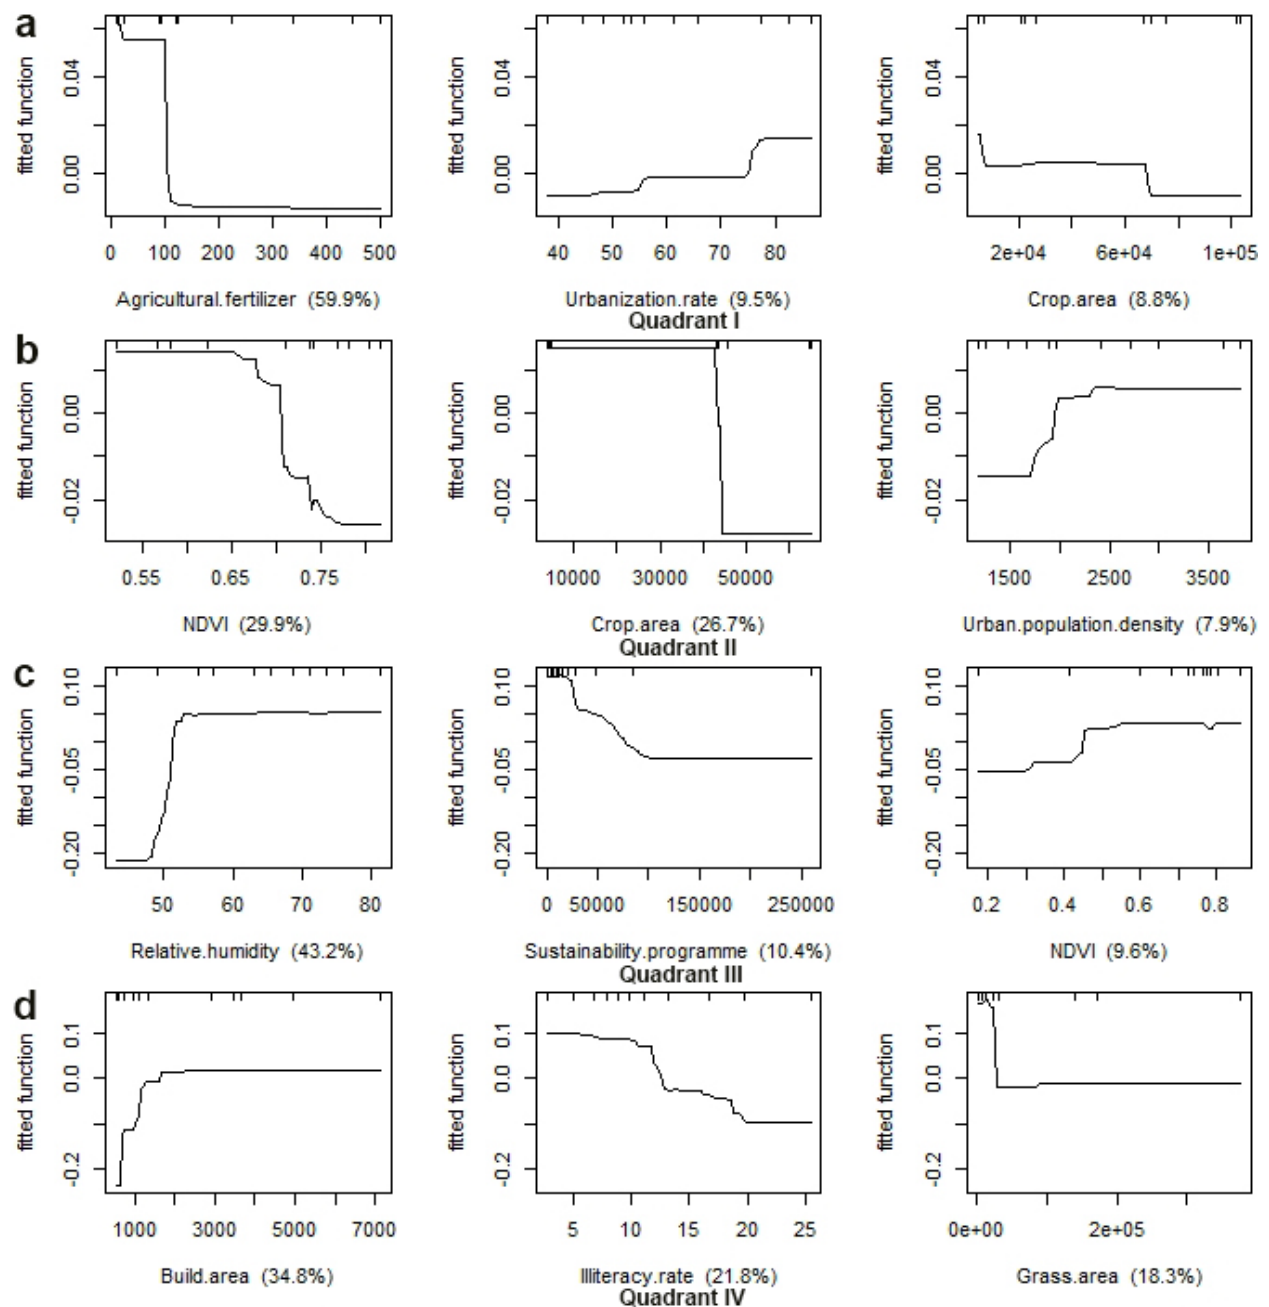 a
fitted function
0.04
0.00
0 100 200 300 400 500
Agricultural.fertilizer (59.9%)
fitted function
0.04
0.00
40 50 60 70 80
Urbanization.rate (9.5%)
fitted function
0.04
0.00
2e+04 6e+04 1e+05
Crop.area (8.8%)
Quadrant I
b
fitted function
0.00
-0.02
0.55 0.65 0.75
NDVI (29.9%)
fitted function
0.00
-0.02
10000 30000 50000
Crop.area (26.7%)
fitted function
0.00
-0.02
1500 2500 3500
Urban.population.density (7.9%)
Quadrant II
c
fitted function
0.10
-0.05
-0.20
50 60 70 80
Relative.humidity (43.2%)
fitted function
0.10
-0.05
-0.20
0 50000 150000 250000
Sustainability.programme (10.4%)
fitted function
0.10
-0.05
-0.20
0.2 0.4 0.6 0.8
NDVI (9.6%)
Quadrant III
d
fitted function
0.1
0.0
-0.2
1000 3000 5000 7000
Build.area (34.8%)
fitted function
0.1
0.0
-0.2
5 10 15 20 25
Illiteracy.rate (21.8%)
fitted function
0.1
0.0
-0.2
0e+00 2e+05
Grass.area (18.3%)
Quadrant IV